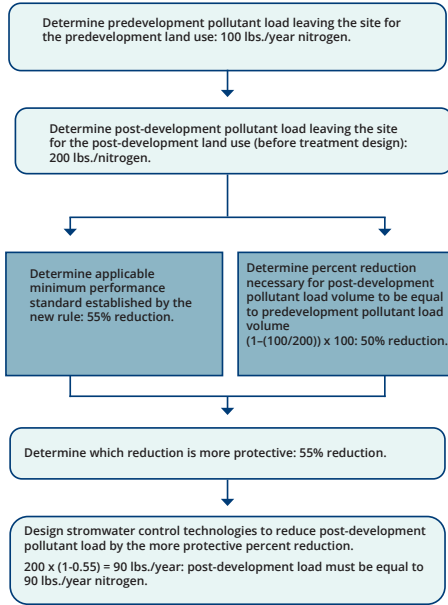 Determine predevelopment pollutant load leaving the site for
the predevelopment land use: 100 lbs./year nitrogen.
Determine post-development pollutant load leaving the site
for the post-development land use (before treatment design):
200 lbs./nitrogen.
Determine applicable
minimum performance
standard established by the
new rule: 55% reduction.
Determine percent reduction
necessary for post-development
pollutant load volume to be equal
to predevelopment pollutant load
volume
(1–(100/200)) x 100: 50% reduction.
Determine which reduction is more protective: 55% reduction.
Design stromwater control technologies to reduce post-development
pollutant load by the more protective percent reduction.
200 x (1-0.55) = 90 lbs./year: post-development load must be equal to
90 lbs./year nitrogen.